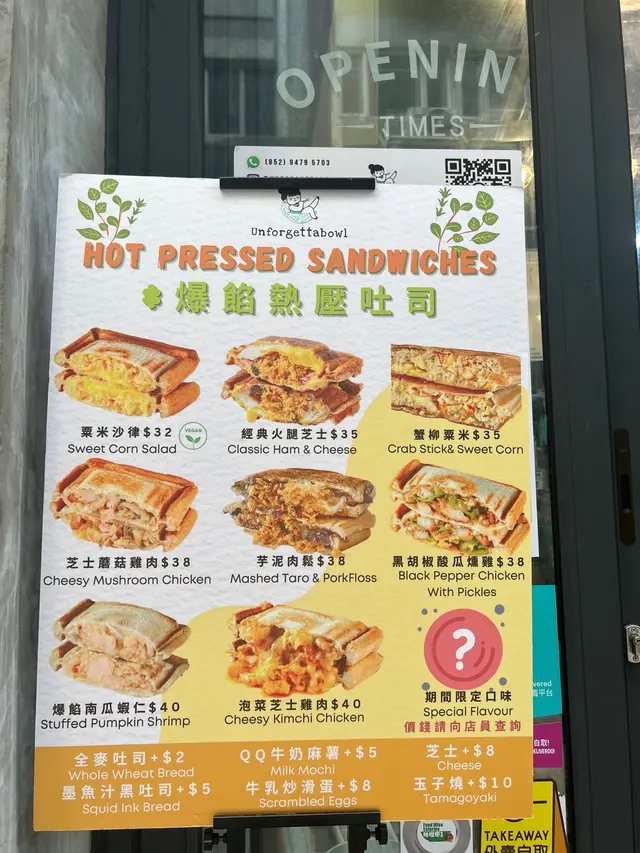 OPENIN
TIMES
(852) 9479 5703
Unforgettabowl
HOT PRESSED SANDWICHES
爆餡熱壓吐司
粟米沙律$32
VEGAN
Sweet Corn Salad
經典火腿芝士$35
Classic Ham & Cheese
蟹柳粟米$35
Crab Stick& Sweet Corn
芝士蘑菇雞肉$38
Cheesy Mushroom Chicken
芋泥肉鬆$38
Mashed Taro & PorkFloss
黑胡椒酸瓜燻雞$38
Black Pepper Chicken
With Pickles
爆餡南瓜蝦仁$40
Stuffed Pumpkin Shrimp
泡菜芝士雞肉$40
Cheesy Kimchi Chicken
?
期間限定口味
Special Flavour
價錢請向店員查詢
全麥吐司+$2
Whole Wheat Bread
墨魚汁黑吐司+$5
Squid Ink Bread
QQ牛奶麻薯+$5
Milk Mochi
牛乳炒滑蛋+$8
Scrambled Eggs
芝士+$8
Cheese
玉子燒+$10
Tamagoyaki
TAKEAWAY
外賣自取